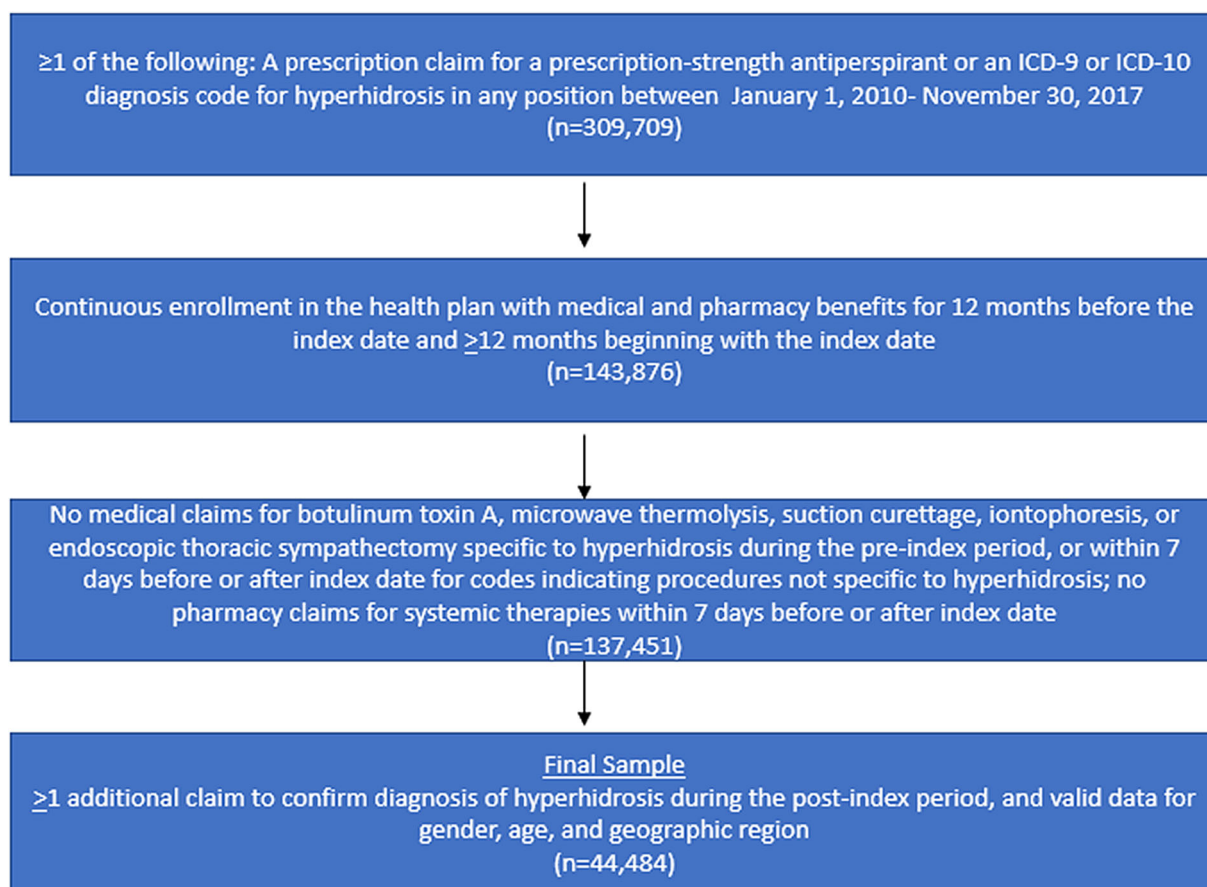 ≥1 of the following: A prescription claim for a prescription-strength antiperspirant or an ICD-9 or ICD-10
diagnosis code for hyperhidrosis in any position between  January 1, 2010- November 30, 2017
(n=309,709)
Continuous enrollment in the health plan with medical and pharmacy benefits for 12 months before the
index date and >12 months beginning with the index date
(n=143,876)
No medical claims for botulinum toxin A, microwave thermolysis, suction curettage, iontophoresis, or
endoscopic thoracic sympathectomy specific to hyperhidrosis during the pre-index period, or within 7
days before or after index date for codes indicating procedures not specific to hyperhidrosis; no
pharmacy claims for systemic therapies within 7 days before or after index date
(n=137,451)
Final Sample
>1 additional claim to confirm diagnosis of hyperhidrosis during the post-index period, and valid data for
gender, age, and geographic region
(n=44,484)